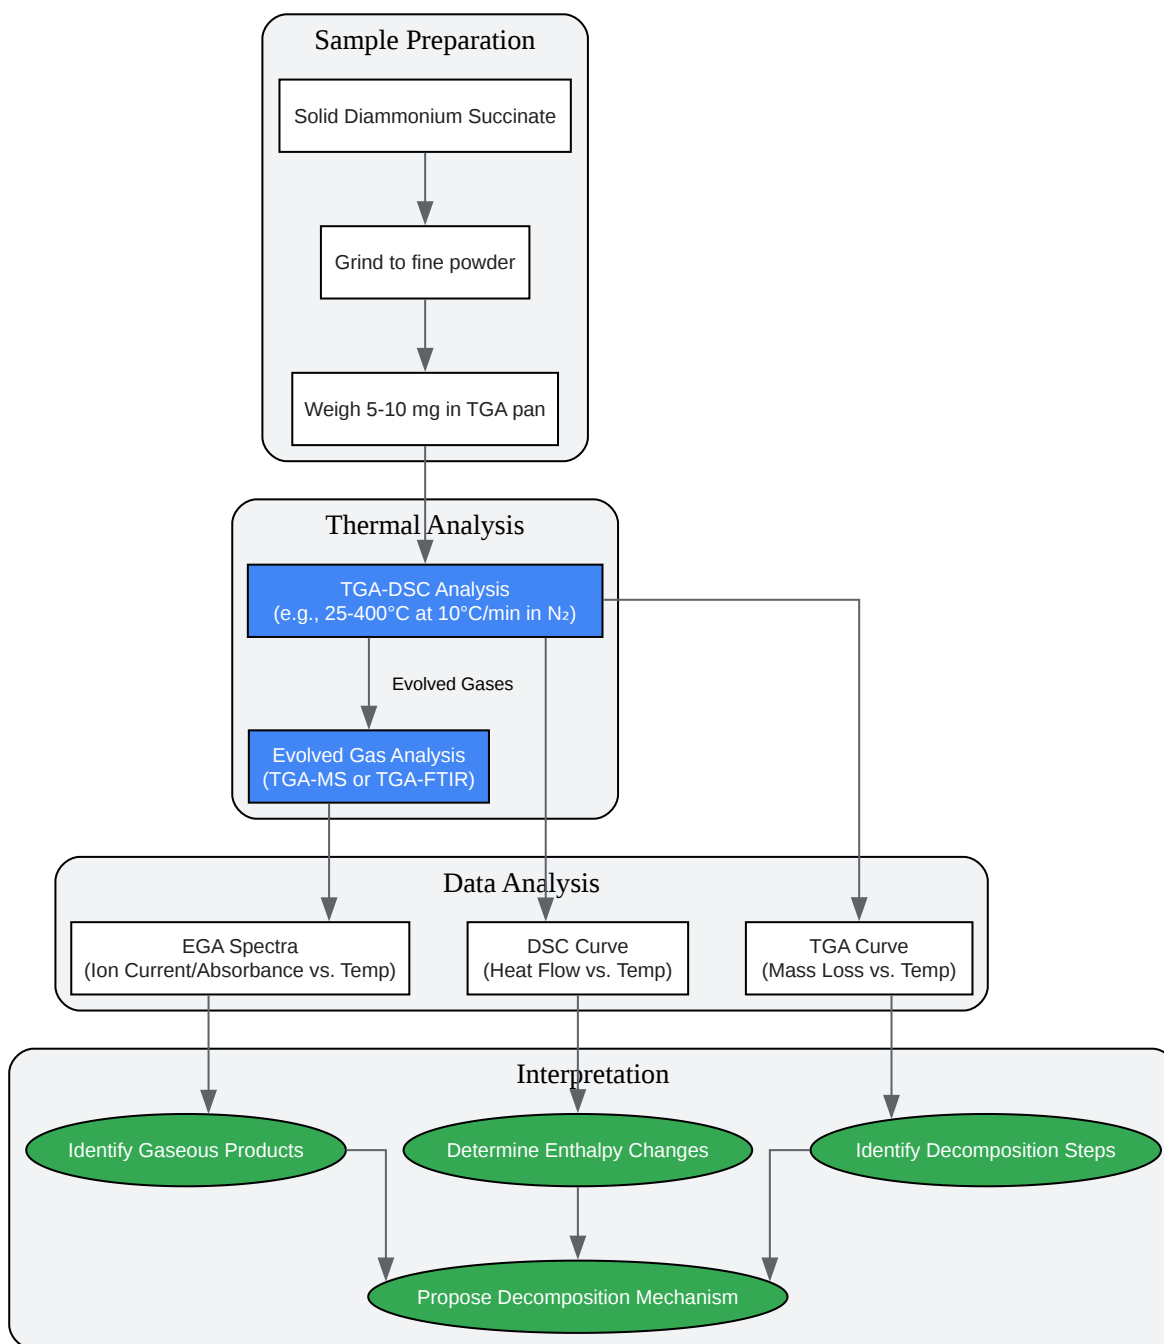 Sample Preparation
Solid Diammonium Succinate
Grind to fine powder
Weigh 5-10 mg in TGA pan
Thermal Analysis
TGA-DSC Analysis
(e.g., 25-400°C at 10°C/min in N₂)
Evolved Gases
Evolved Gas Analysis
(TGA-MS or TGA-FTIR)
Data Analysis
EGA Spectra
(Ion Current/Absorbance vs. Temp)
DSC Curve
(Heat Flow vs. Temp)
TGA Curve
(Mass Loss vs. Temp)
Interpretation
Identify Gaseous Products
Determine Enthalpy Changes
Identify Decomposition Steps
Propose Decomposition Mechanism